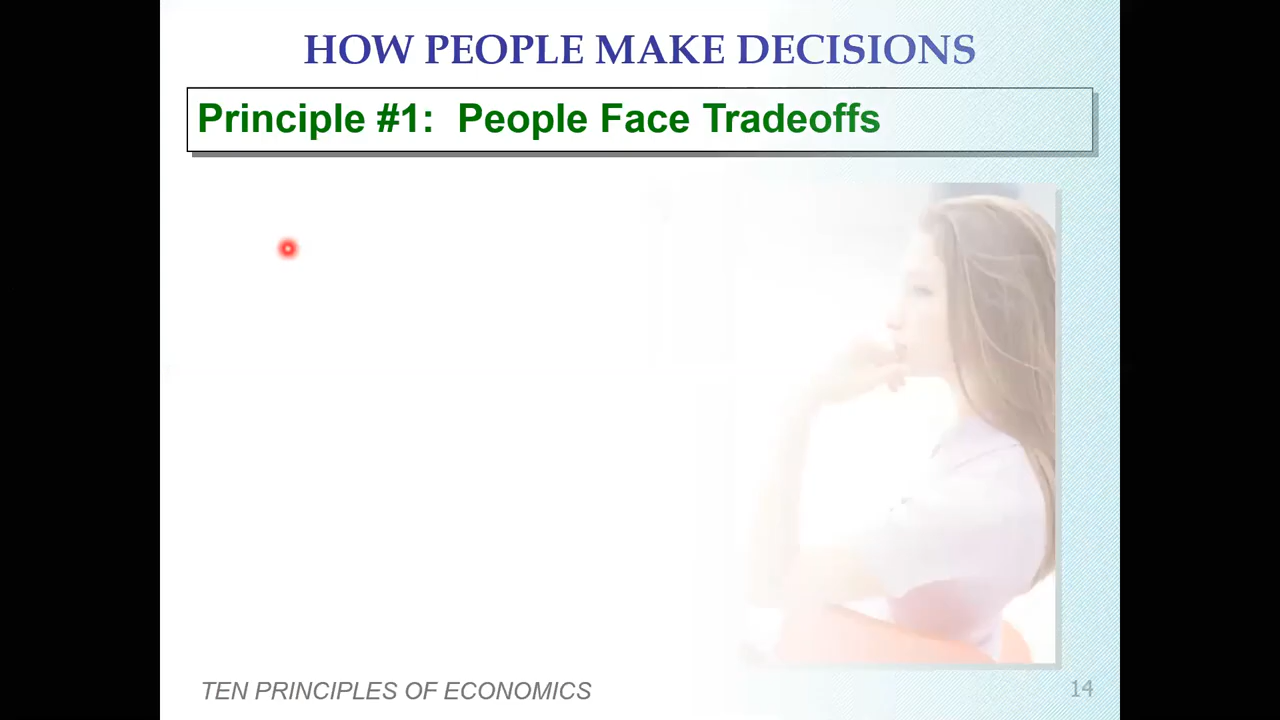 HOW PEOPLE MAKE DECISIONS
Principle #1: People Face Tradeoffs
TEN PRINCIPLES OF ECONOMICS
14